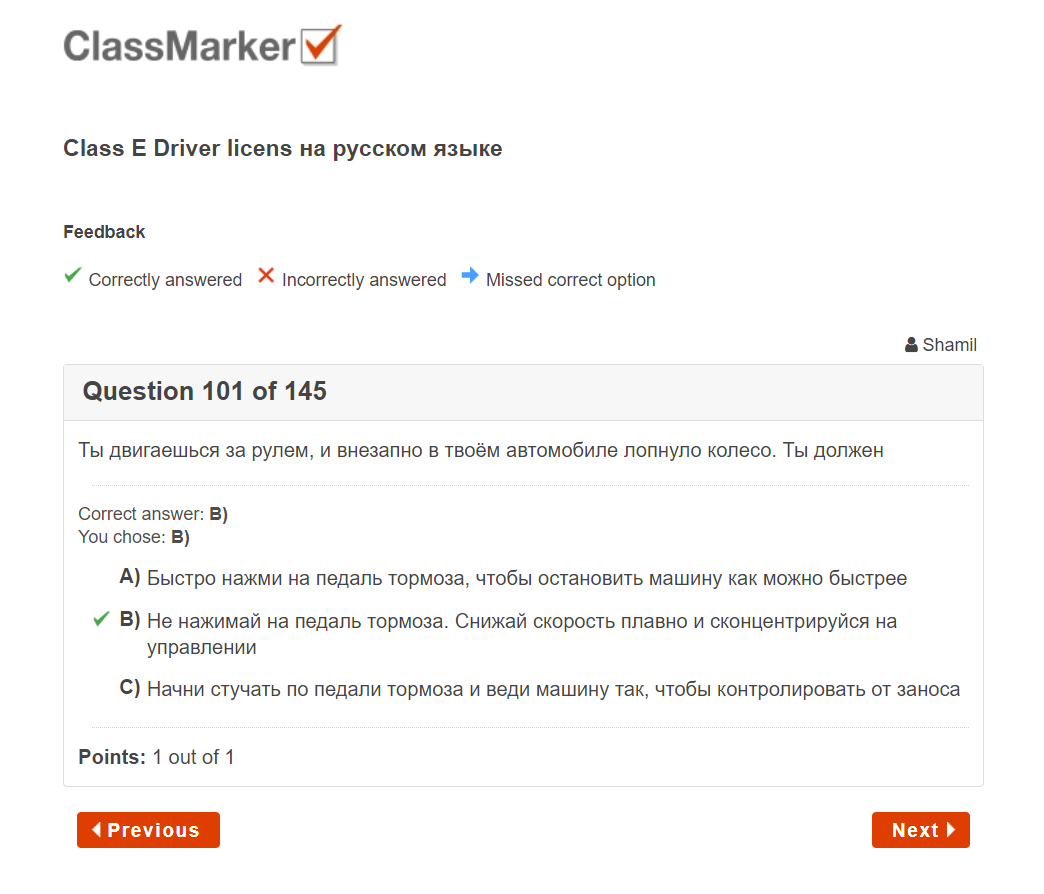 ClassMarker
Class E Driver licens на русском языке
Feedback
Correctly answered Incorrectly answered Missed correct option
Shamil
Question 101 of 145
Ты двигаешься за рулем, и внезапно в твоём автомобиле лопнуло колесо. Ты должен
Correct answer: B)
You chose: B)
A) Быстро нажми на педаль тормоза, чтобы остановить машину как можно быстрее
B) Не нажимай на педаль тормоза. Снижай скорость плавно и сконцентрируйся на
управлении
C) Начни стучать по педали тормоза и веди машину так, чтобы контролировать от заноса
Points: 1 out of 1
Previous
Next